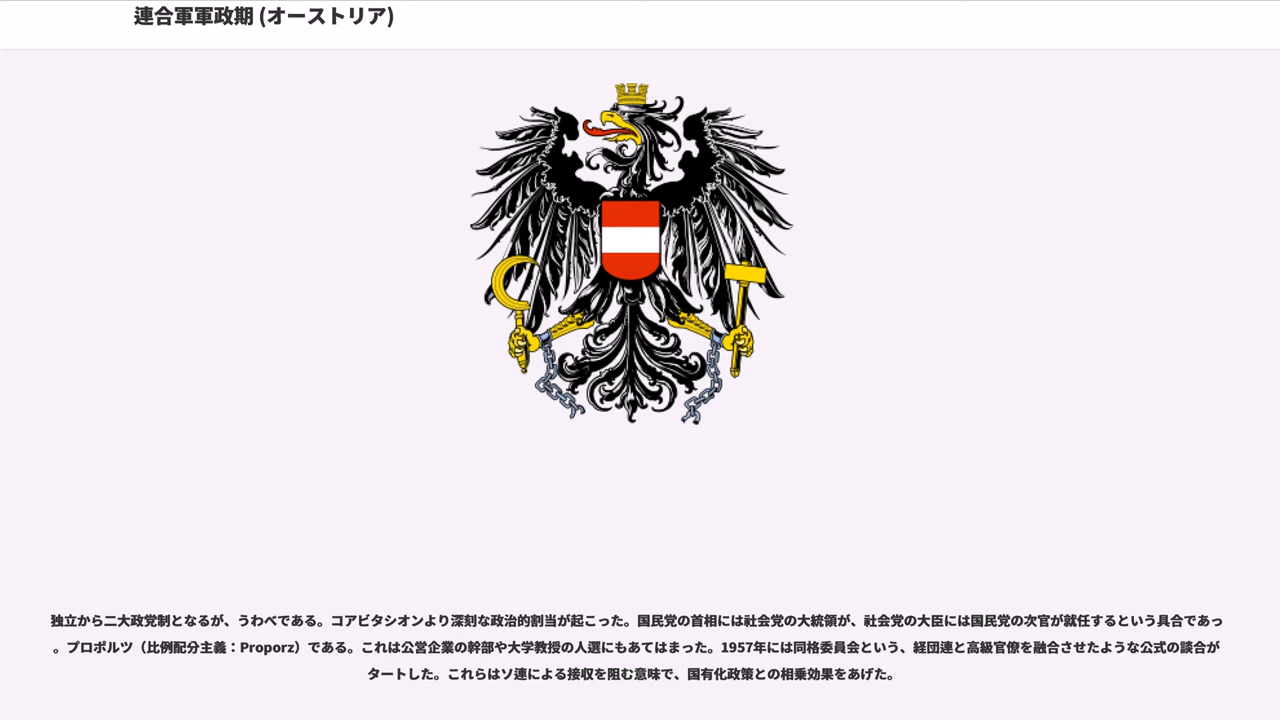 連合軍軍政期 (オーストリア)
独立から二大政党制となるが、うわべである。コアビタシオンより深刻な政治的割当が起こった。国民党の首相には社会党の大統領が、社会党の大臣には国民党の次官が就任するという具合であっ
。プロポルツ（比例配分主義：Proporz）である。これは公営企業の幹部や大学教授の人選にもあてはまった。1957年には同格委員会という、経団連と高級官僚を融合させたような公式の談合が
タートした。これらはソ連による接収を阻む意味で、国有化政策との相乗効果をあげた。